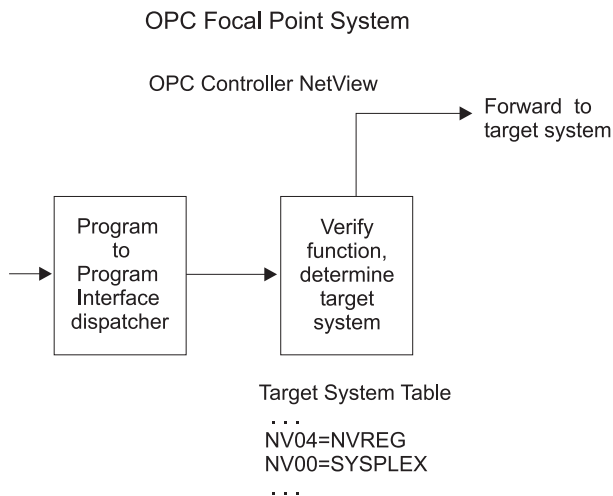 OPC Focal Point System
OPC Controller NetView
Forward to
target system
Program
to
Program
Interface
dispatcher
Verify
function,
determine
target
system
Target System Table
. . .
NV04=NVREG
NV00=SYSPLEX
. . .